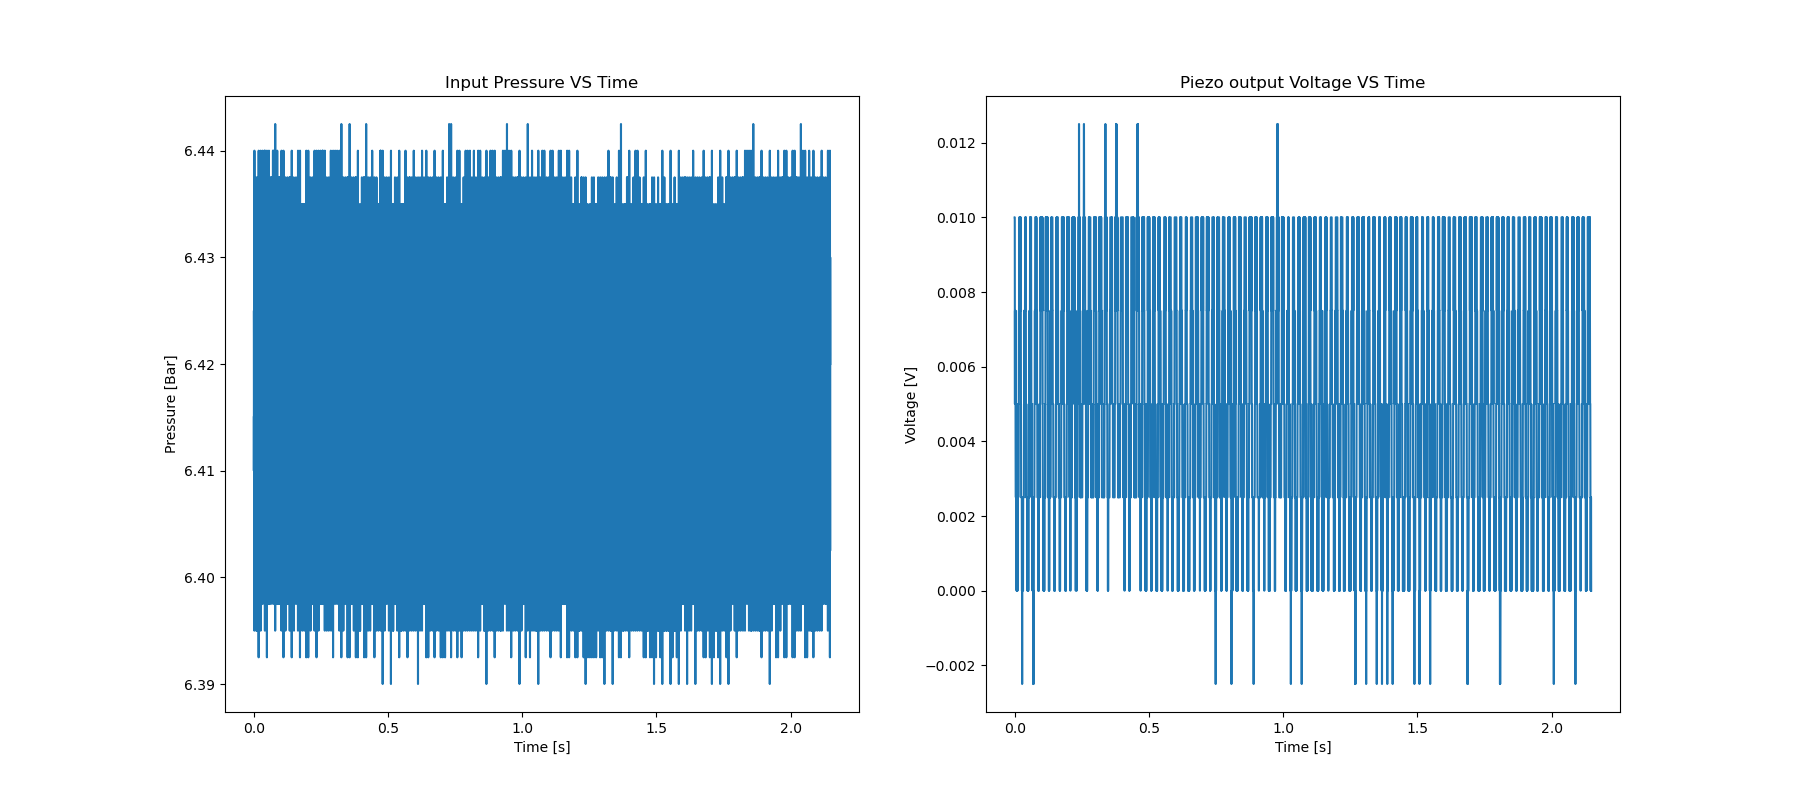 Input Pressure VS Time
Pressure [Bar]
6.44
6.43
6.42
6.41
6.40
6.39
0.0 0.5 1.0 1.5 2.0
Time [s]
Piezo output Voltage VS Time
Voltage [V]
0.012
0.010
0.008
0.006
0.004
0.002
0.000
−0.002
0.0 0.5 1.0 1.5 2.0
Time [s]